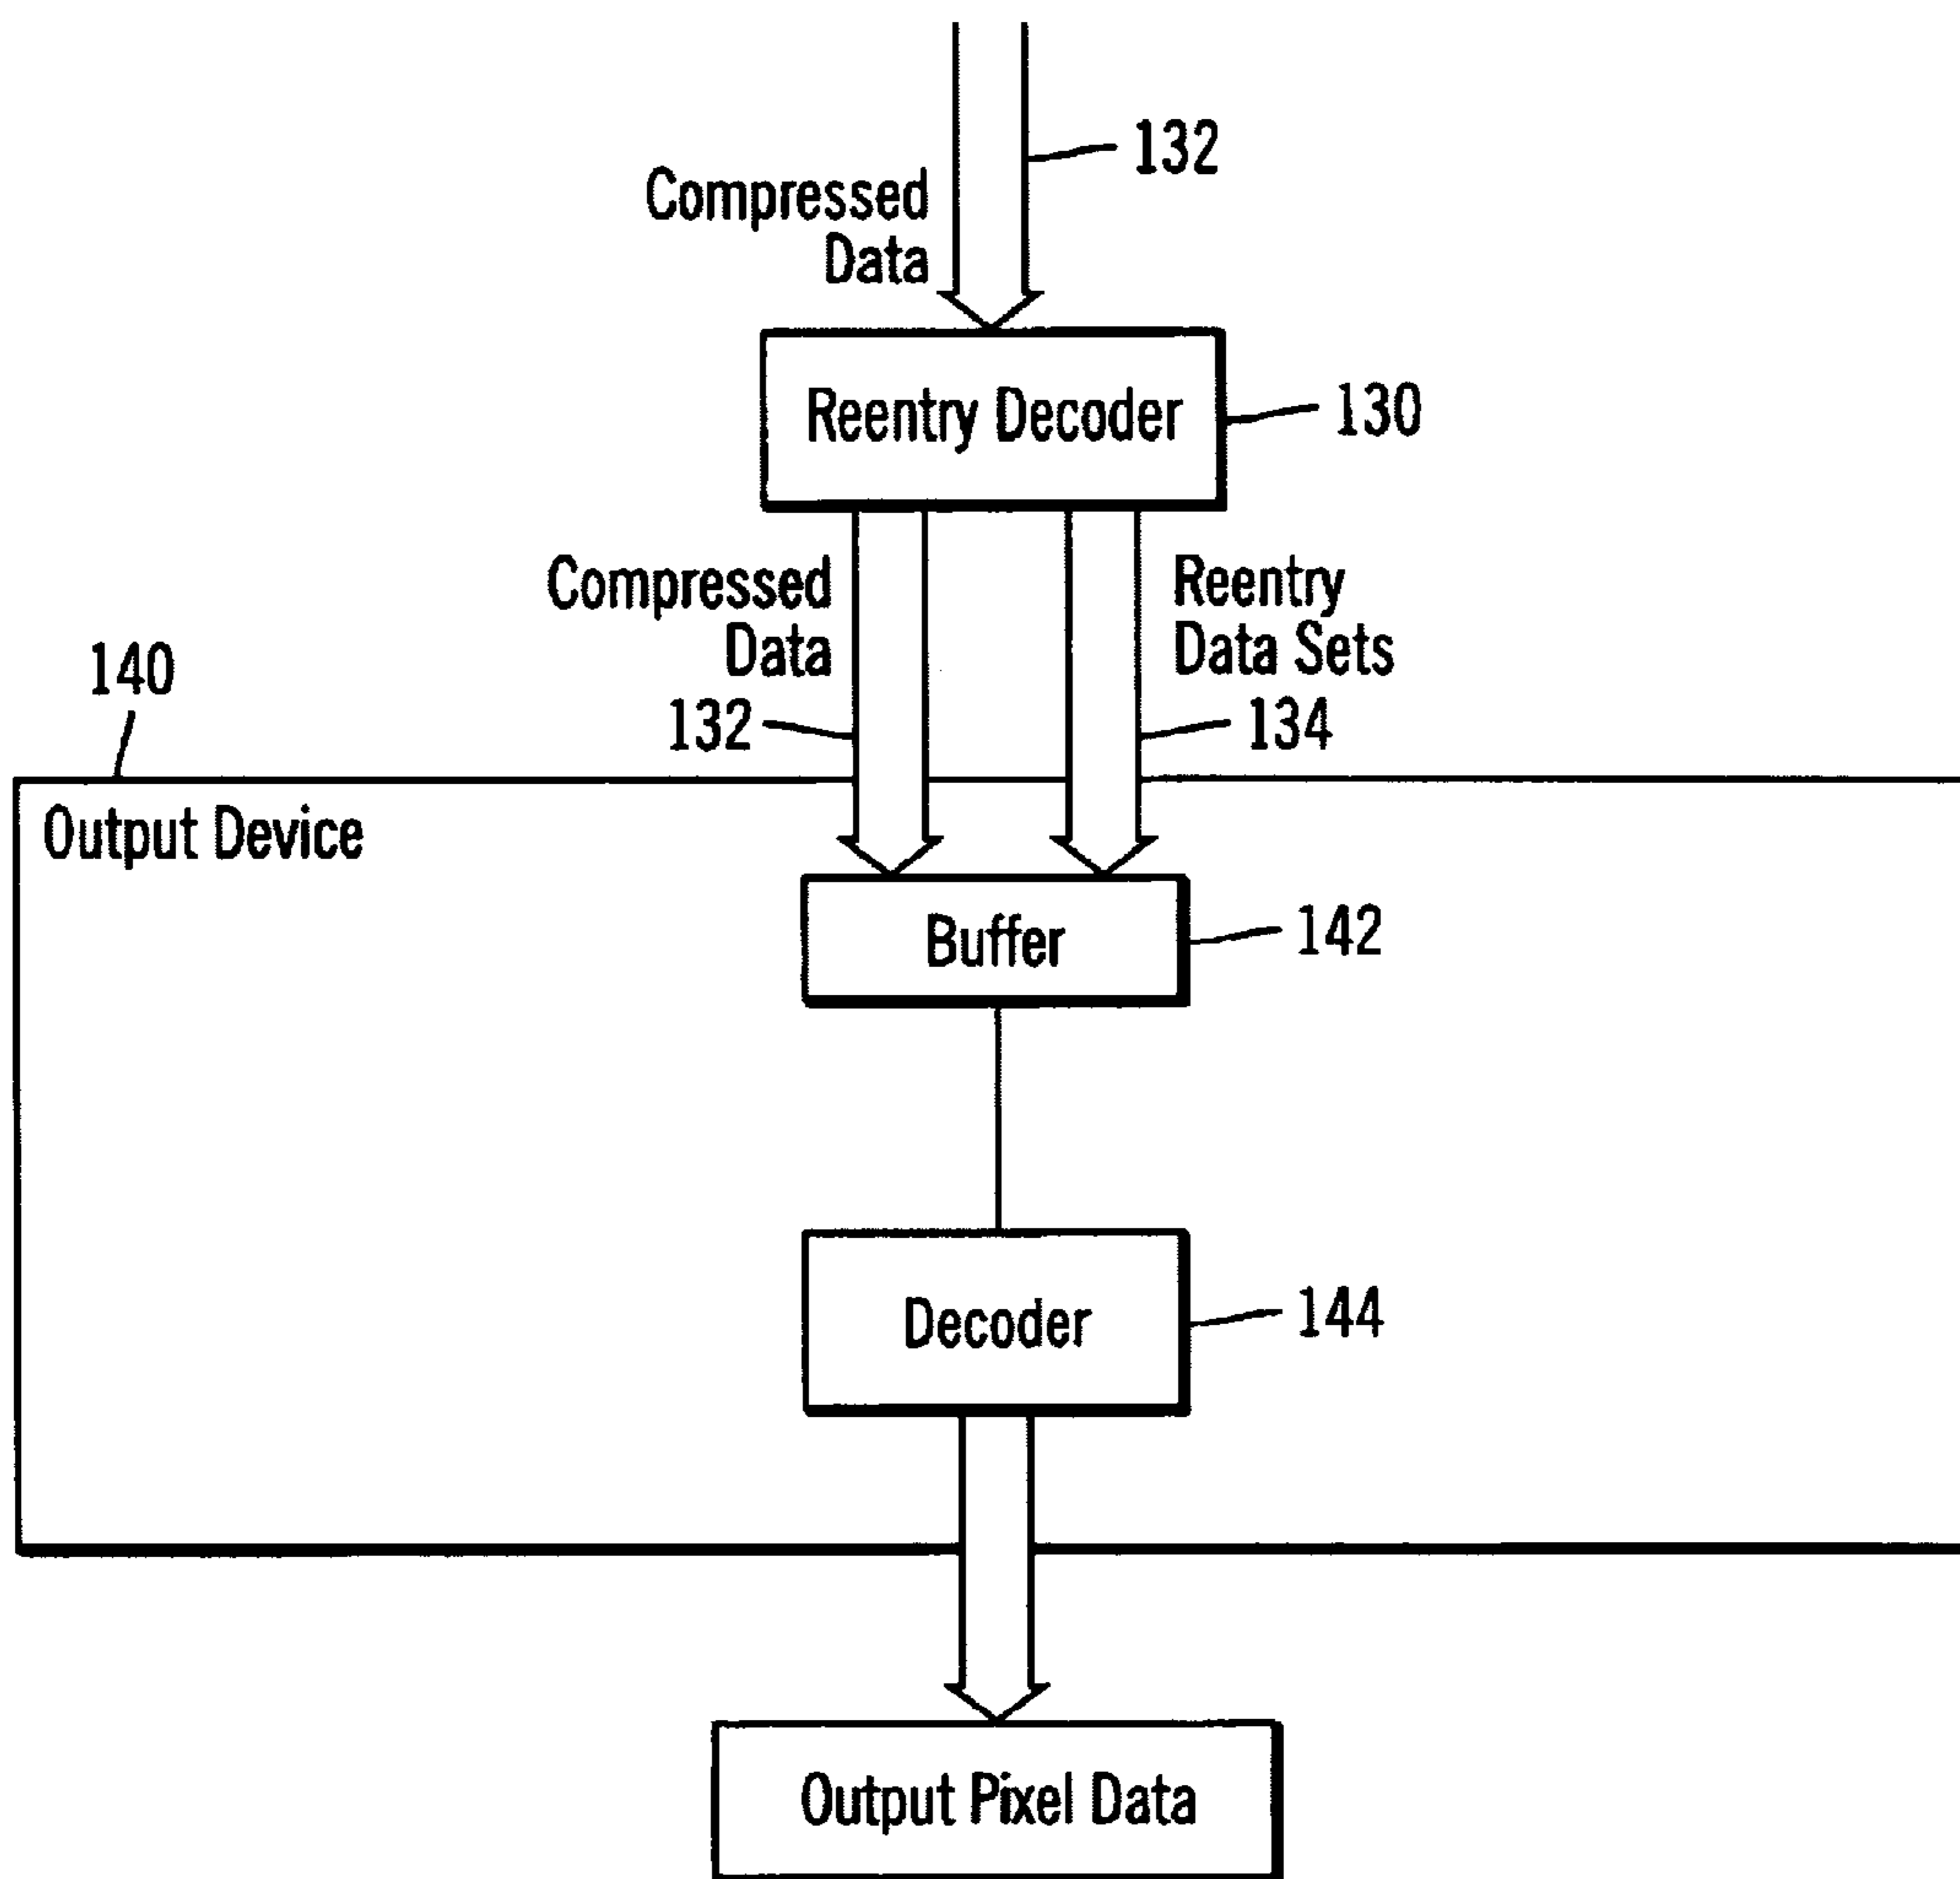 132
Compressed
Data
Reentry Decoder
130
Compressed
Data
132
Reentry
Data Sets
134
140
Output Device
Buffer
142
Decoder
144
Output Pixel Data